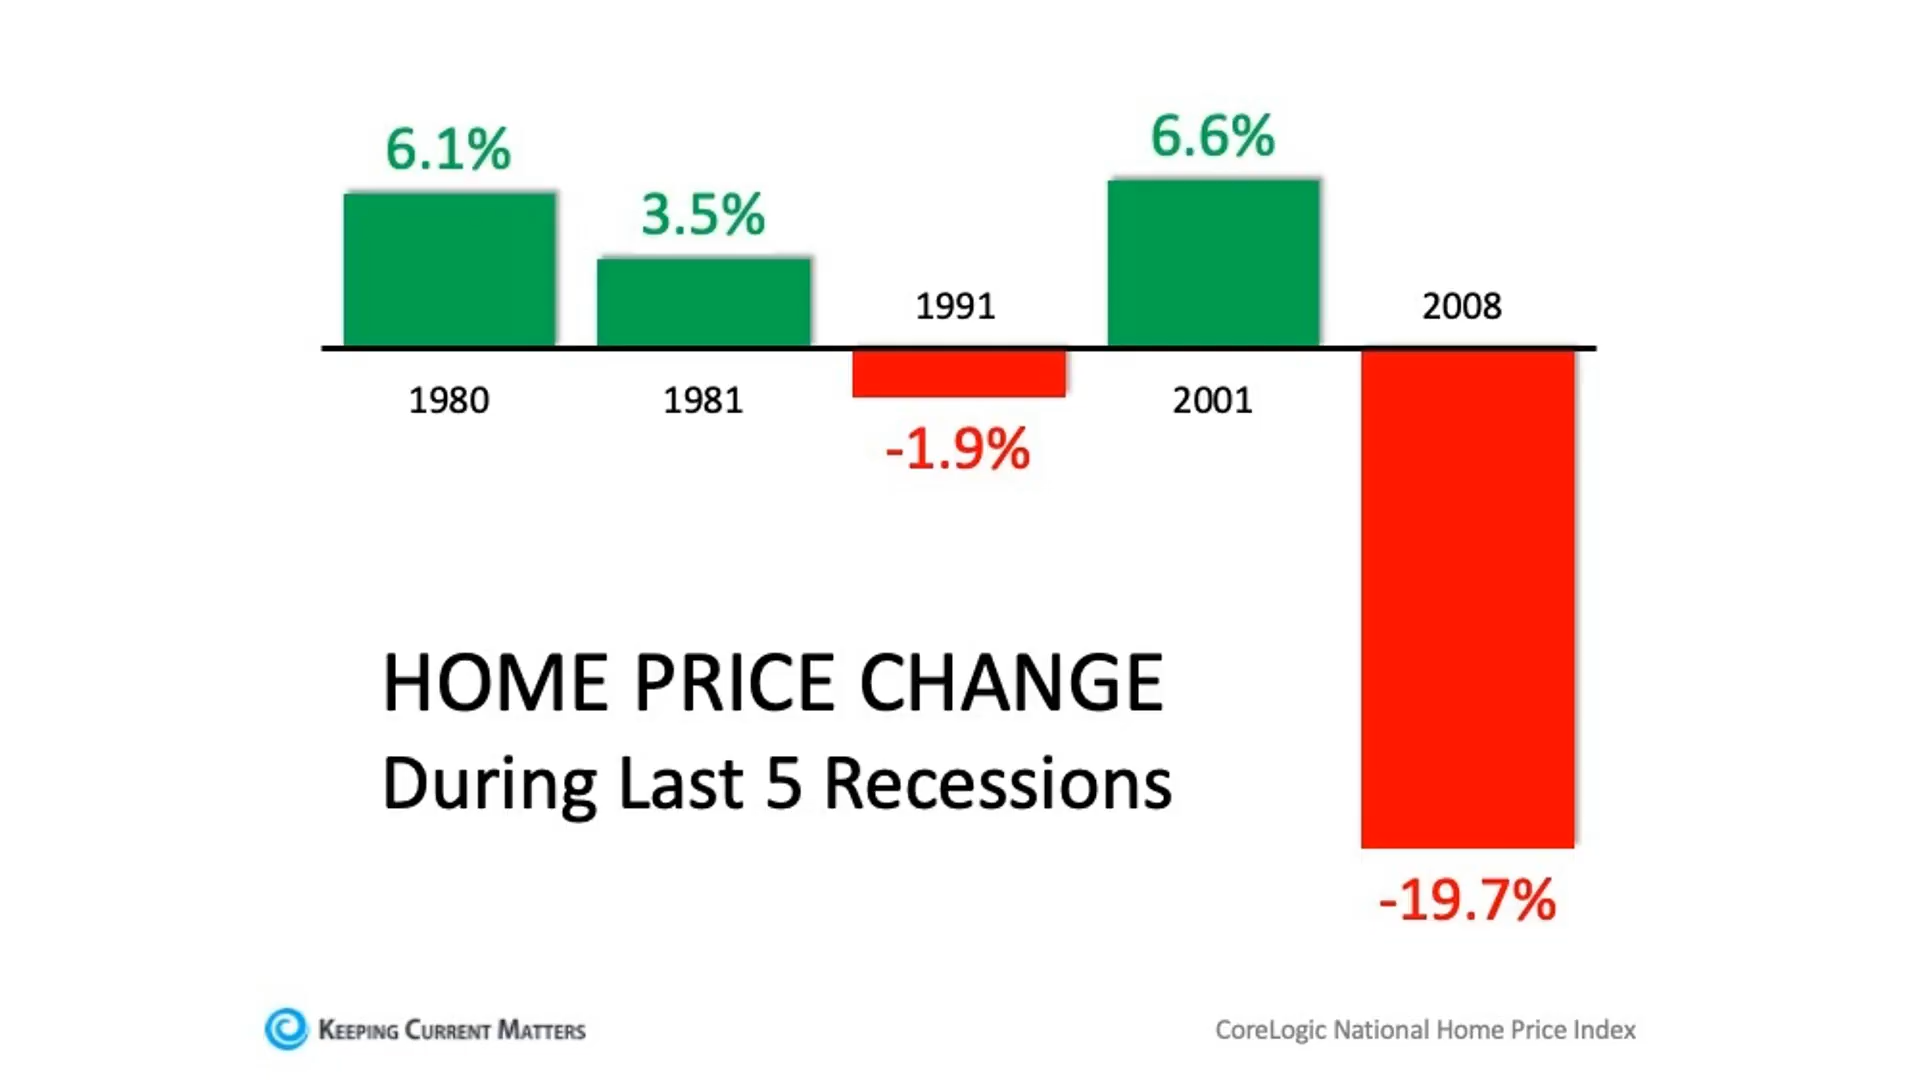 6.1%
3.5%
6.6%
1991
2008
1980
1981
2001
-1.9%
HOME PRICE CHANGE
During Last 5 Recessions
-19.7%
KEEPING CURRENT MATTERS
CoreLogic National Home Price Index